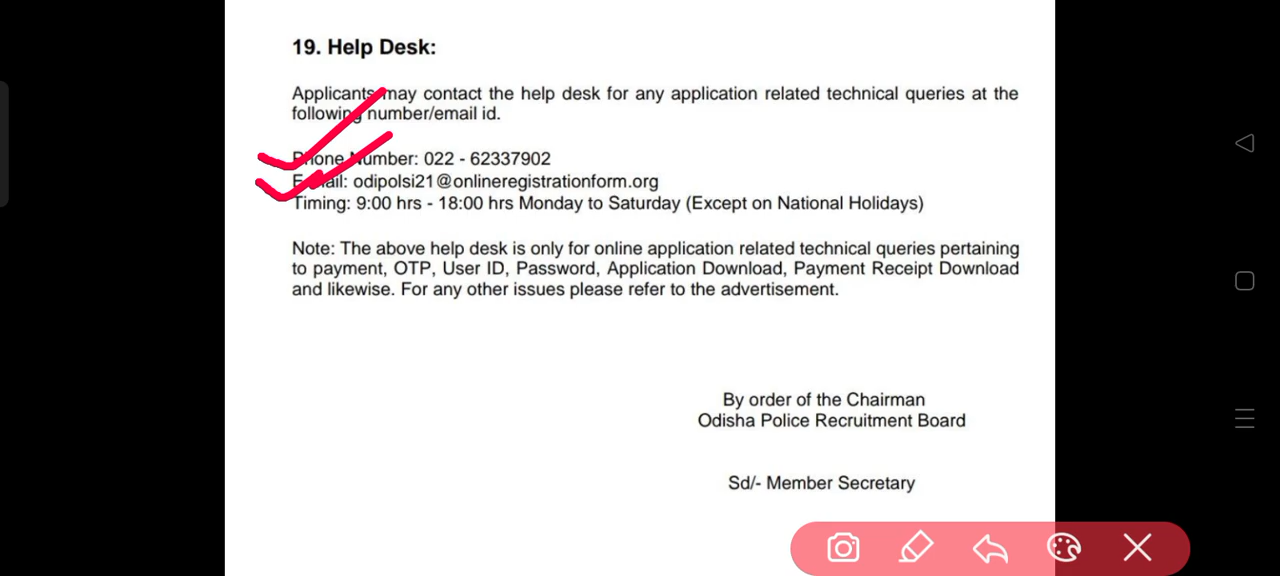 19. Help Desk:
Applicants may contact the help desk for any application related technical queries at the
following number/email id.
Phone Number: 022 - 62337902
E-mail: odipolsi21@onlineregistrationform.org
Timing: 9:00 hrs - 18:00 hrs Monday to Saturday (Except on National Holidays)
Note: The above help desk is only for online application related technical queries pertaining
to payment, OTP, User ID, Password, Application Download, Payment Receipt Download
and likewise. For any other issues please refer to the advertisement.
By order of the Chairman
Odisha Police Recruitment Board
Sd/- Member Secretary